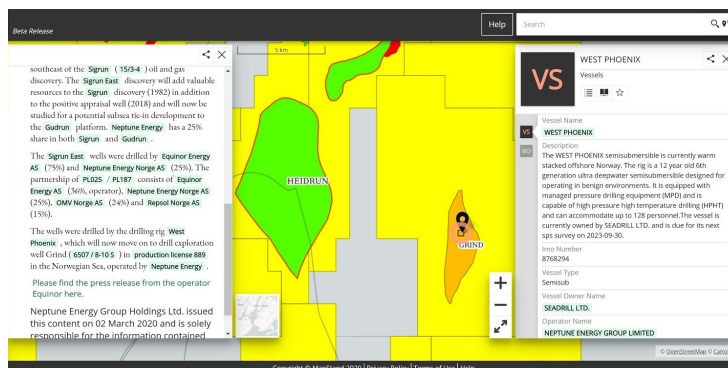 Beta Release
Help
Search
southeast of the Sigrun ( 15/3-4 ) oil and gas
discovery. The Sigrun East discovery will add valuable
resources to the Sigrun discovery (1982) in addition
to the positive appraisal well (2018) and will now be
studied for a potential subsea tie-in development to
the Gudrun platform. Neptune Energy has a 25%
share in both Sigrun and Gudrun .
The Sigrun East wells were drilled by Equinor Energy
AS (75%) and Neptune Energy Norge AS (25%). The
partnership of PL025 / PL187 consists of Equinor
Energy AS (36%, operator), Neptune Energy Norge AS
(25%), OMV Norge AS (24%) and Repsol Norge AS
(15%).
The wells were drilled by the drilling rig West
Phoenix , which will now move on to drill exploration
well Grind ( 6507 / 8-10 S ) in production license 889
in the Norwegian Sea, operated by Neptune Energy .
Please find the press release from the operator
Equinor here.
Neptune Energy Group Holdings Ltd. issued
this content on 02 March 2020 and is solely
responsible for the information contained
5 km
HEIDRUN
GRIND
VS
WEST PHOENIX
Vessels
VS
BO
Vessel Name
WEST PHOENIX
Description
The WEST PHOENIX semisubmersible is currently warm
stacked offshore Norway. The rig is a 12 year old 6th
generation ultra deepwater semisubmersible designed for
operating in benign environments. It is equipped with
managed pressure drilling equipment (MPD) and is
capable of high pressure high temperature drilling (HPHT)
and can accommodate up to 128 personnel.The vessel is
currently owned by SEADRILL LTD. and is due for its next
sps survey on 2023-09-30.
Imo Number
8768294
Vessel Type
Semisub
Vessel Owner Name
SEADRILL LTD.
Operator Name
NEPTUNE ENERGY GROUP LIMITED
© OpenStreetMap © Carto
Copyright © MapStand 2020 | Privacy Policy | Terms of Use | Help